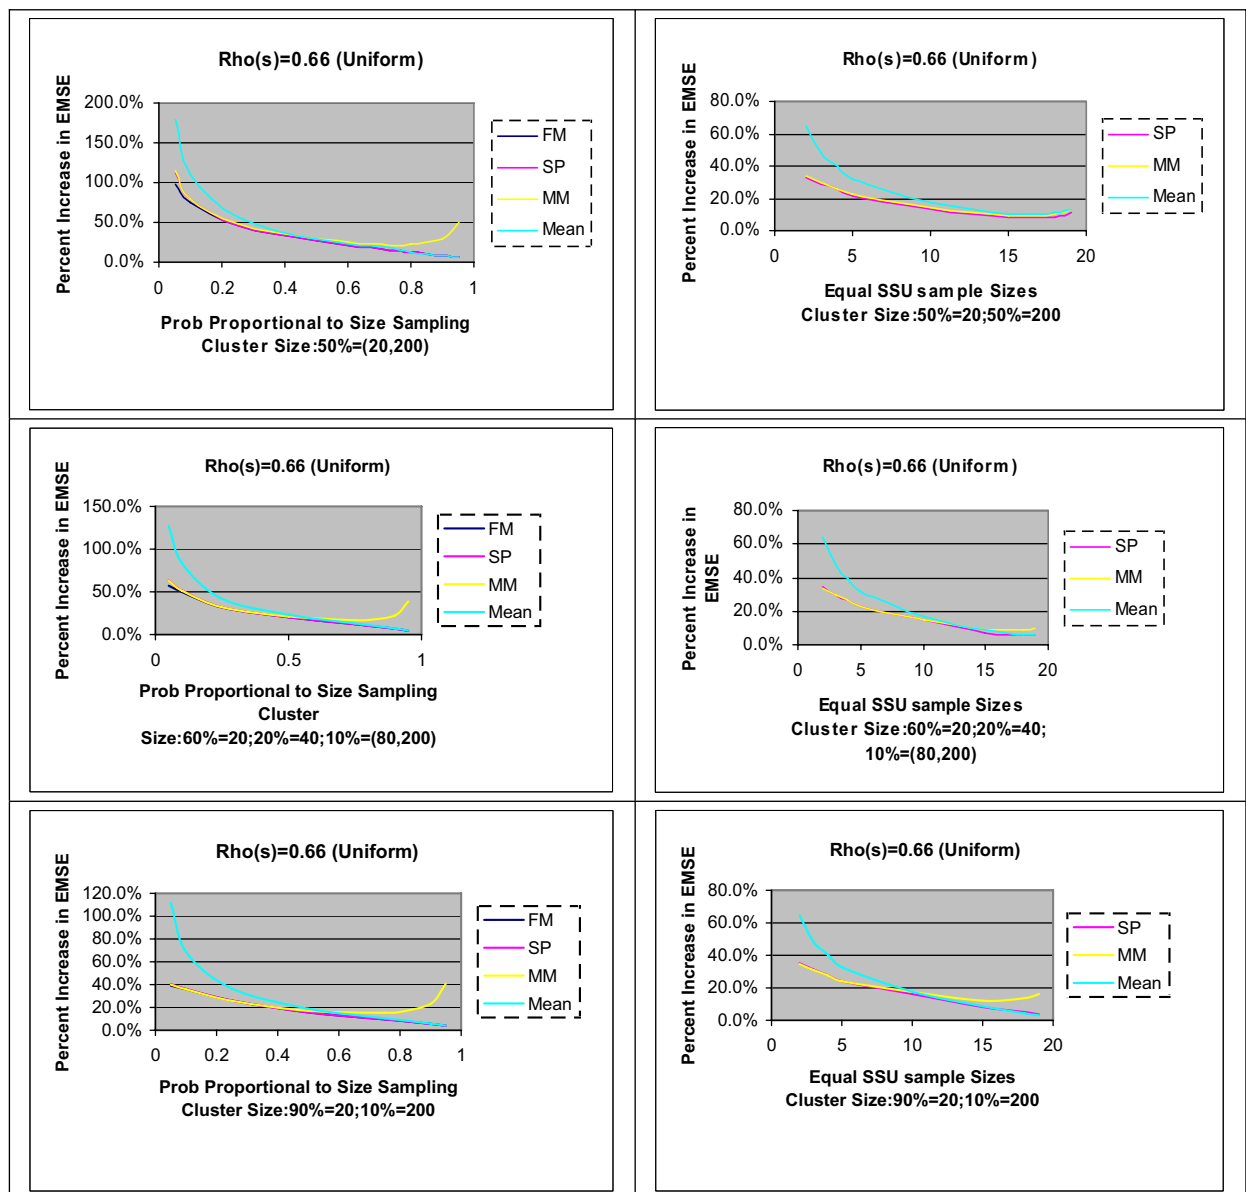 Rho(s)=0.66 (Uniform)
Percent Increase in EMSE
200.0%
150.0%
100.0%
50.0%
0.0%
0 0.2 0.4 0.6 0.8 1
FM
SP
MM
Mean
Prob Proportional to Size Sampling
Cluster Size:50%=(20,200)
Rho(s)=0.66 (Uniform)
Percent Increase in EMSE
80.0%
60.0%
40.0%
20.0%
0.0%
0 5 10 15 20
SP
MM
Mean
Equal SSU sample Sizes
Cluster Size:50%=20;50%=200
Rho(s)=0.66 (Uniform)
Percent Increase in EMSE
150.0%
100.0%
50.0%
0.0%
0 0.5 1
FM
SP
MM
Mean
Prob Proportional to Size Sampling
Cluster
Size:60%=20;20%=40;10%=(80,200)
Rho(s)=0.66 (Uniform)
Percent Increase in
EMSE
80.0%
60.0%
40.0%
20.0%
0.0%
0 5 10 15 20
SP
MM
Mean
Equal SSU sample Sizes
Cluster Size:60%=20;20%=40;
10%=(80,200)
Rho(s)=0.66 (Uniform)
Percent Increase in EMSE
120.0%
100.0%
80.0%
60.0%
40.0%
20.0%
0.0%
0 0.2 0.4 0.6 0.8 1
FM
SP
MM
Mean
Prob Proportional to Size Sampling
Cluster Size:90%=20;10%=200
Rho(s)=0.66 (Uniform)
Percent Increase in EMSE
80.0%
60.0%
40.0%
20.0%
0.0%
0 5 10 15 20
SP
MM
Mean
Equal SSU sample Sizes
Cluster Size:90%=20;10%=200